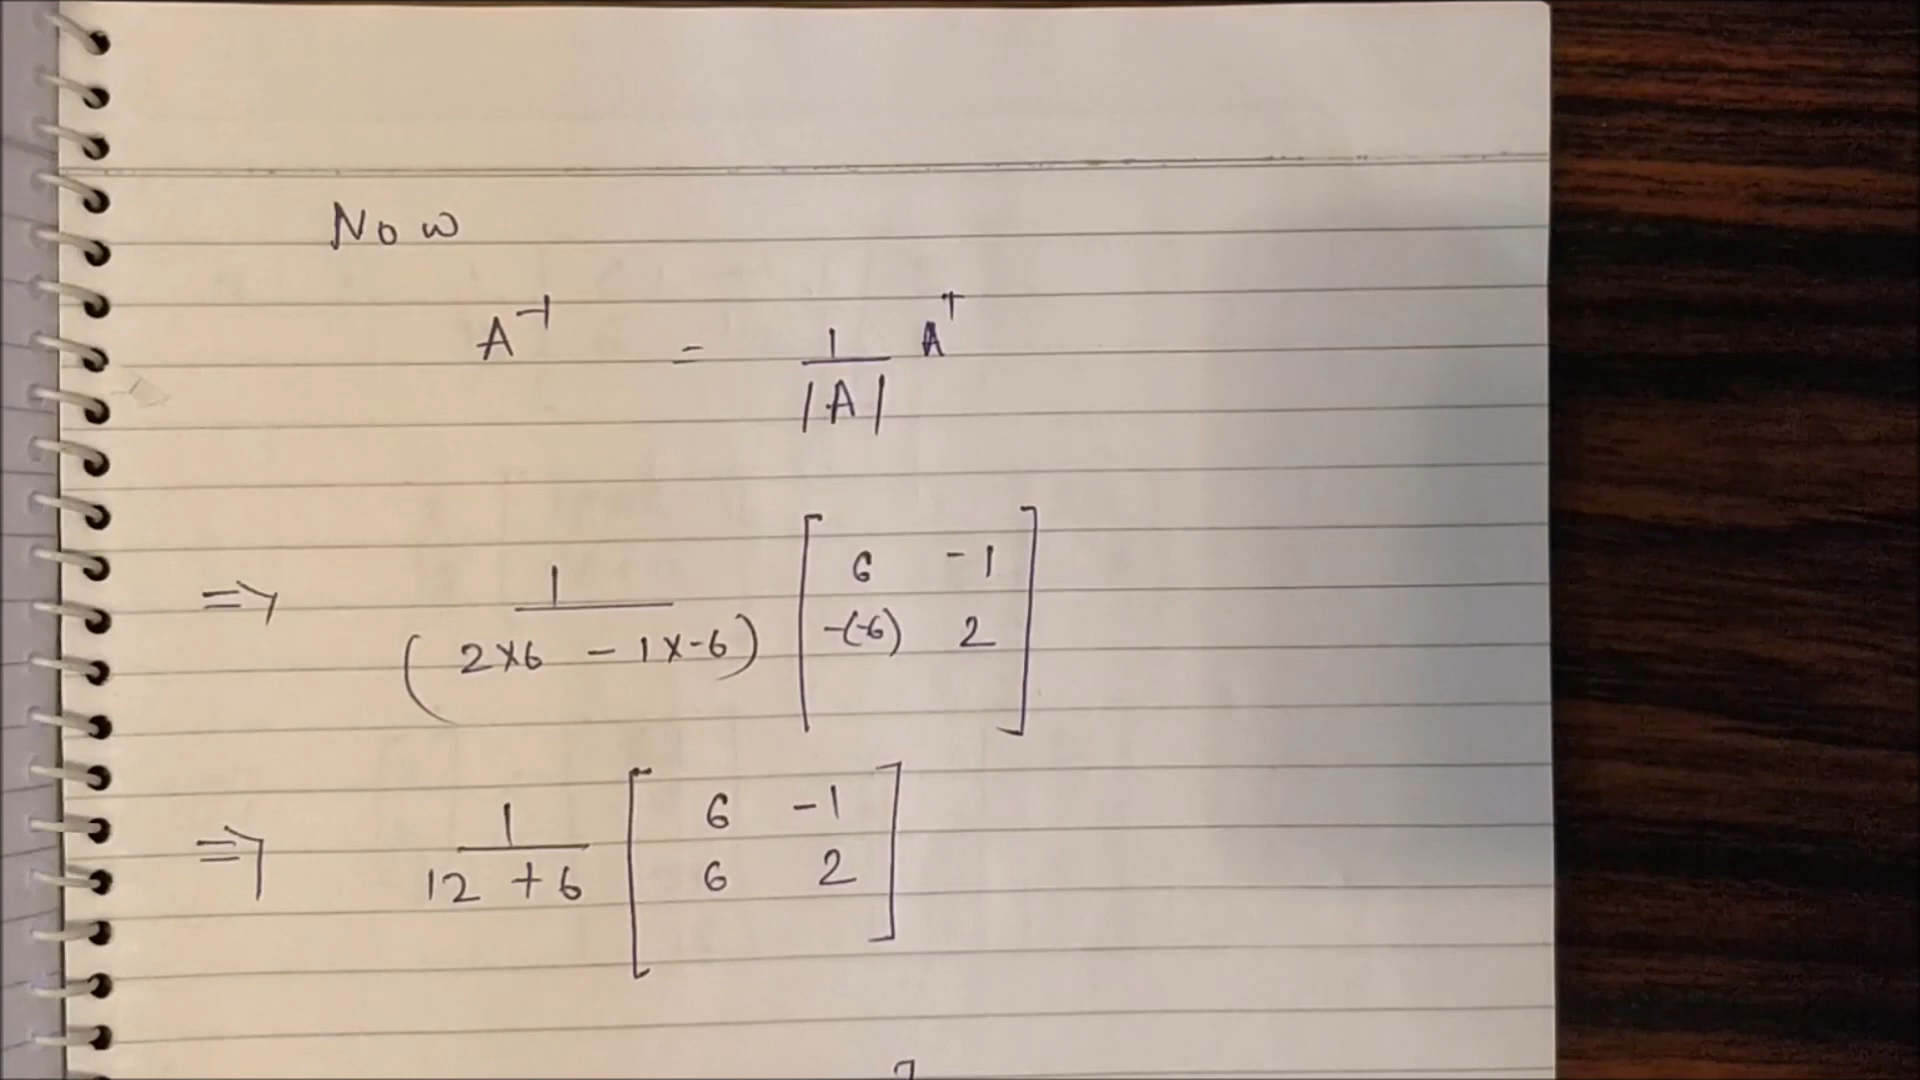 Now
A⁻¹ = 1/|A| A†
=> 1/(2×6 - 1×-6) [6 -1; -(-6) 2]
=> 1/(12 + 6) [6 -1; 6 2]